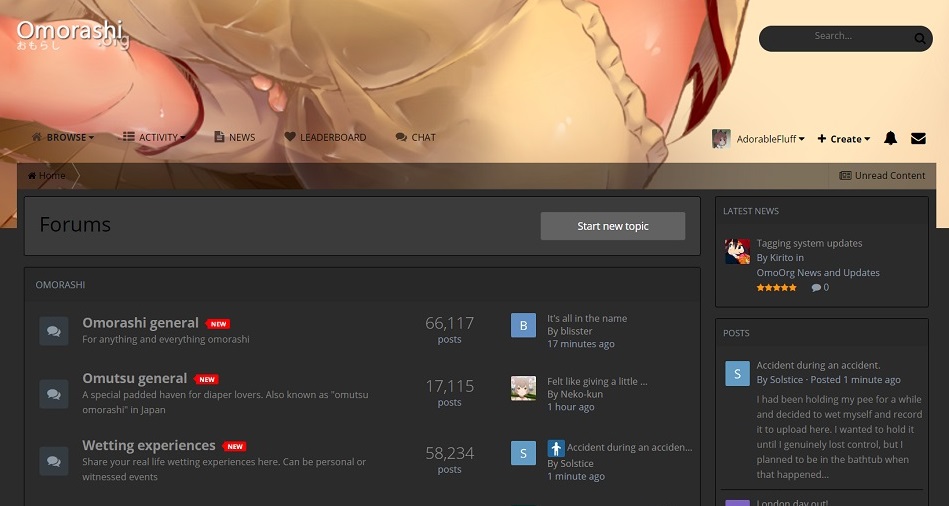 Omorashi
.org
おもらし
Search...
BROWSE
ACTIVITY
NEWS
LEADERBOARD
CHAT
AdorableFluff
Create
Home
Unread Content
Forums
Start new topic
OMORASHI
Omorashi general NEW
For anything and everything omorashi
66,117
posts
B
It's all in the name
By blisster
17 minutes ago
Omutsu general NEW
A special padded haven for diaper lovers. Also known as "omutsu
omorashi" in Japan
17,115
posts
Felt like giving a little ...
By Neko-kun
1 hour ago
Wetting experiences NEW
Share your real life wetting experiences here. Can be personal or
witnessed events
58,234
posts
S
Accident during an acciden...
By Solstice
1 minute ago
LATEST NEWS
Tagging system updates
By Kirito in
OmoOrg News and Updates
0
POSTS
S
Accident during an accident.
By Solstice · Posted 1 minute ago
I had been holding my pee for a while
and decided to wet myself and record
it to upload here. I wanted to hold it
until I genuinely lost control, but I
planned to be in the bathtub when
that happened...
London day out!